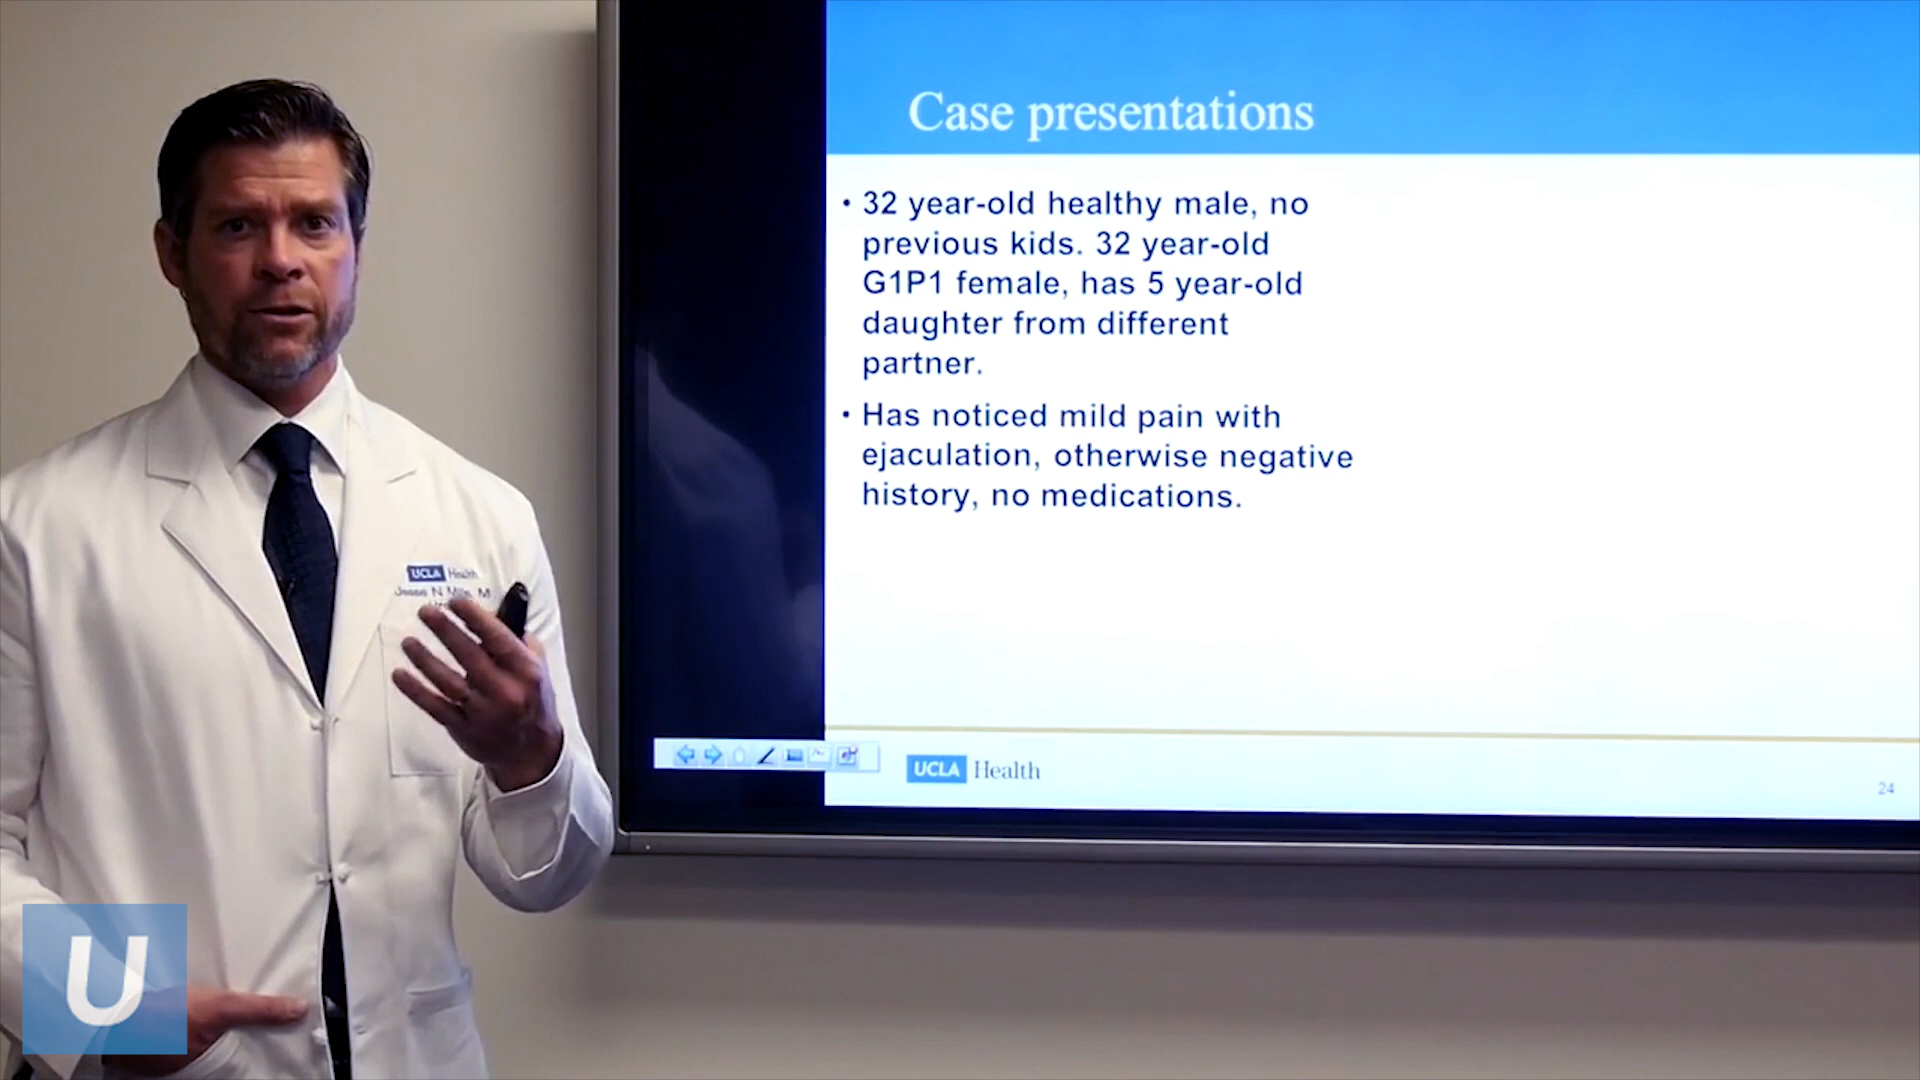 Case presentations
• 32 year-old healthy male, no
previous kids. 32 year-old
G1P1 female, has 5 year-old
daughter from different
partner.
• Has noticed mild pain with
ejaculation, otherwise negative
history, no medications.
UCLA Health
24
UCLA Health
N. Mills, M
U